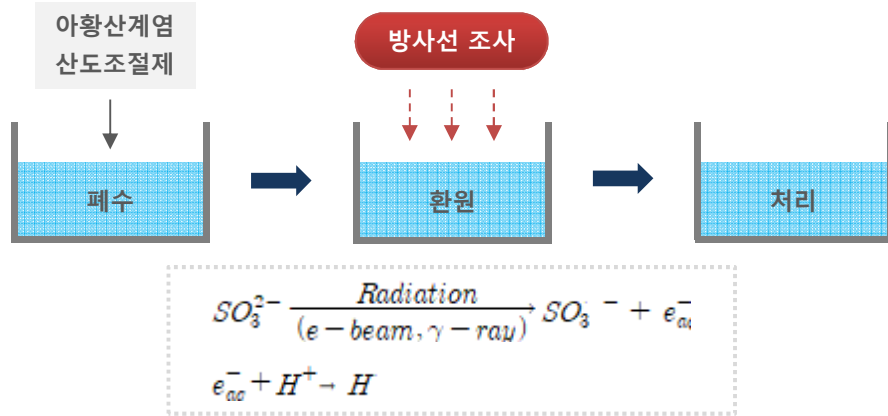 아황산계염
산도조절제
방사선 조사
폐수
환원
처리
SO₃²⁻ Radiation (e-beam, γ-ray) → SO₃⁻ + e⁻aq
e⁻aq + H⁺ → H